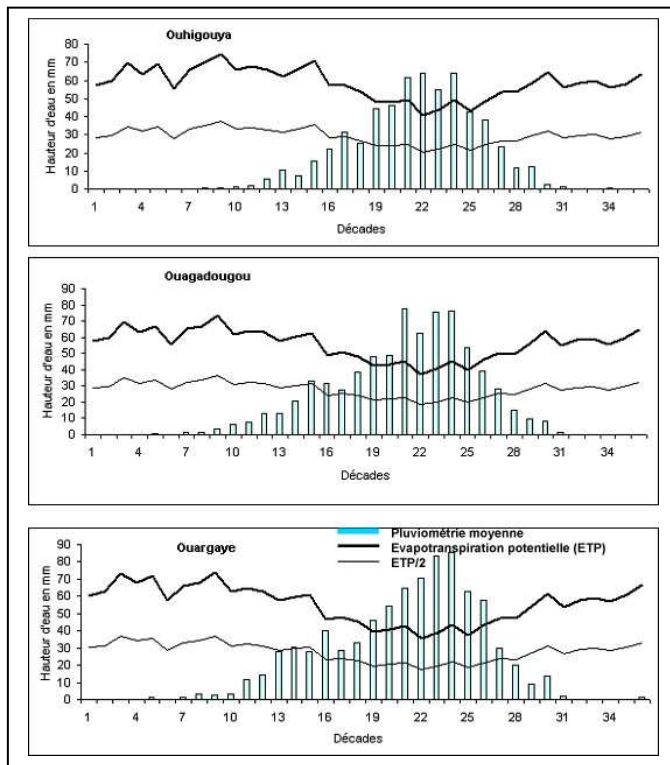 Ouhigouya
Hauteur d'eau en mm
80
70
60
50
40
30
20
10
0
1 4 7 10 13 16 19 22 25 28 31 34
Décades
Ouagadougou
Hauteur d'eau en mm
80
70
60
50
40
30
20
10
0
1 4 7 10 13 16 19 22 25 28 31 34
Décades
Ouargaye
Pluviométrie moyenne
Evapotranspiration potentielle (ETP)
ETP/2
Hauteur d'eau en mm
90
80
70
60
50
40
30
20
10
0
1 4 7 10 13 16 19 22 25 28 31 34
Décades